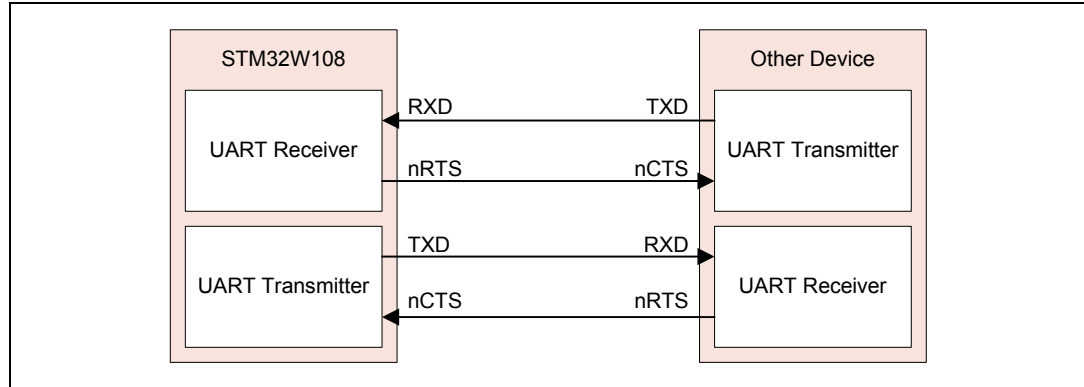 STM32W108 Other Device
RXD TXD
UART Receiver UART Transmitter
nRTS nCTS
TXD RXD
UART Transmitter UART Receiver
nCTS nRTS